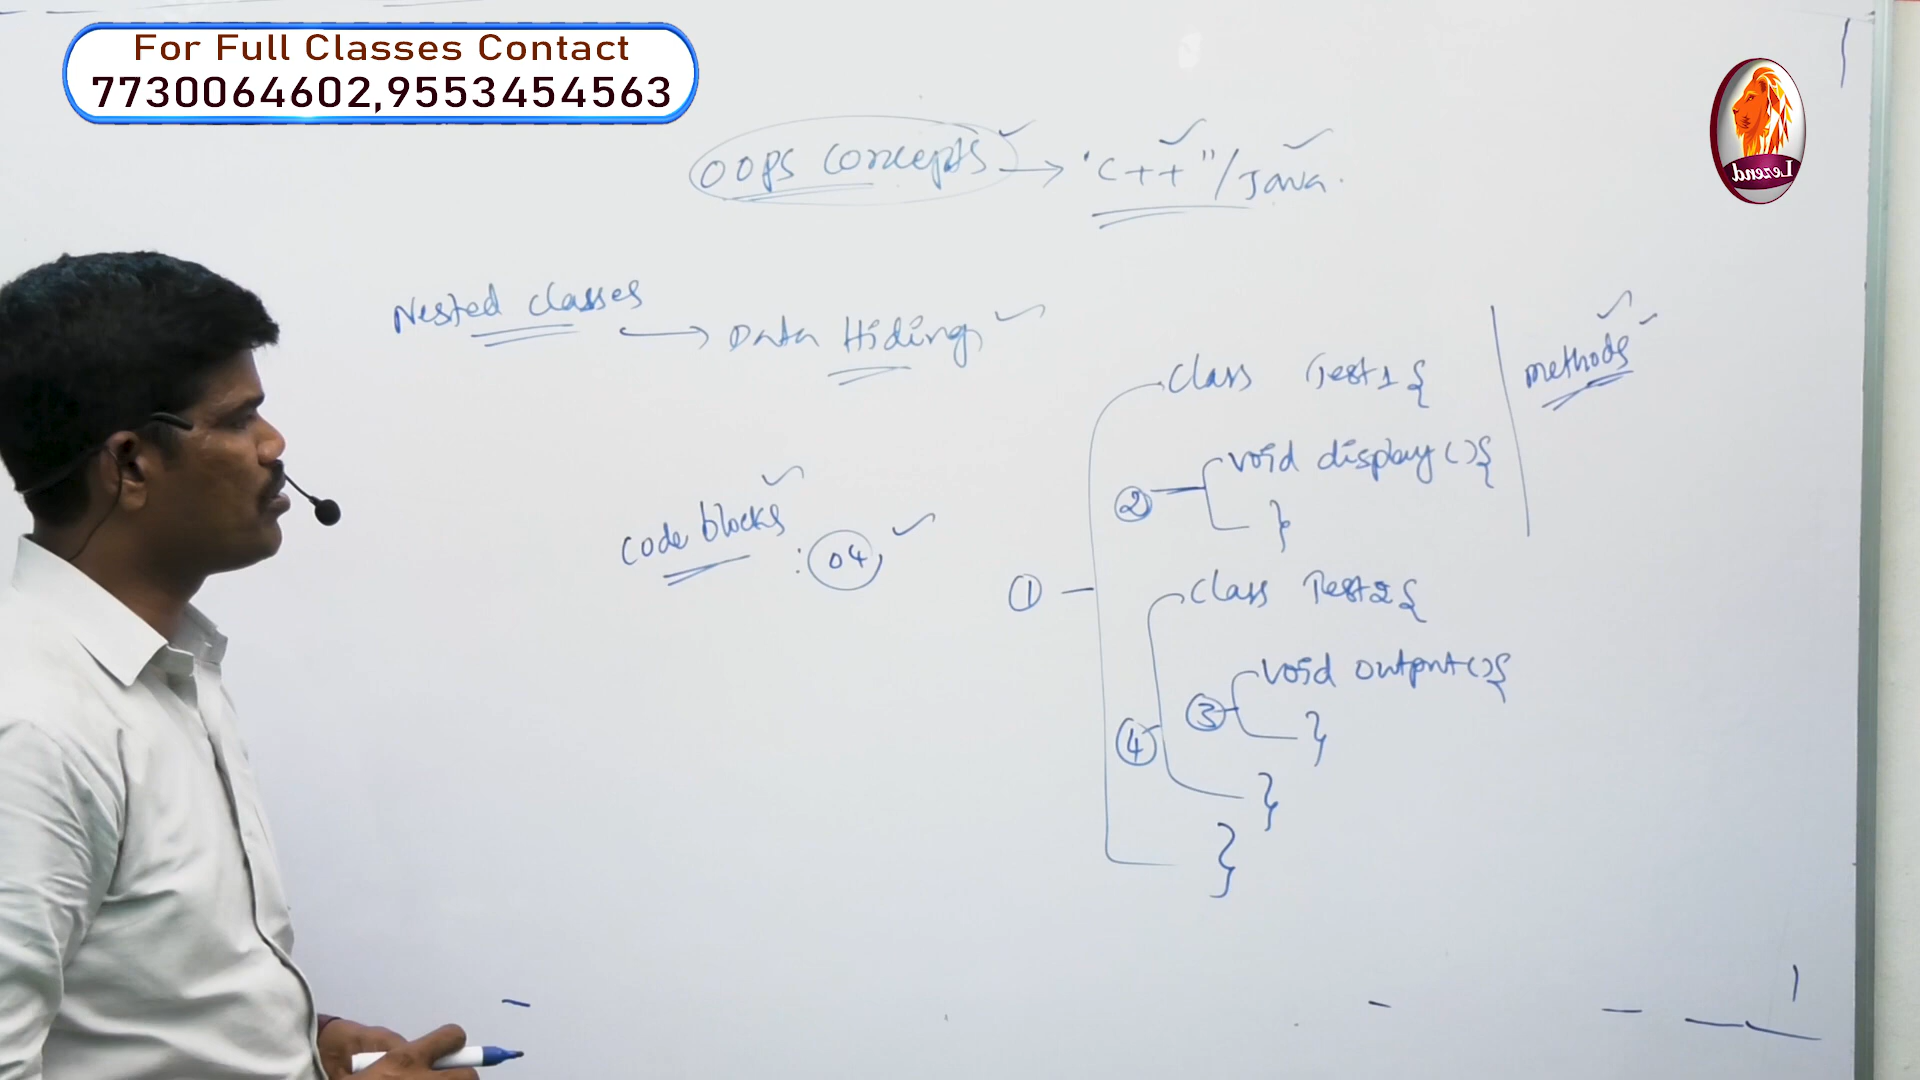 For Full Classes Contact
7730064602,9553454563
Lezend
OOPS concepts → "C++"/Java.
Nested classes
→ Data Hiding
methods
class Test1{
void display(){
②
}
code blocks
: 04
①
class Test2{
void output(){
③
}
④
}
}